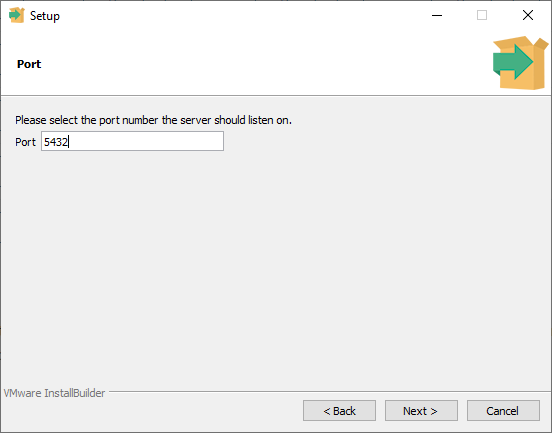 Setup
Port
Please select the port number the server should listen on.
Port 5432
VMware InstallBuilder
< Back Next > Cancel